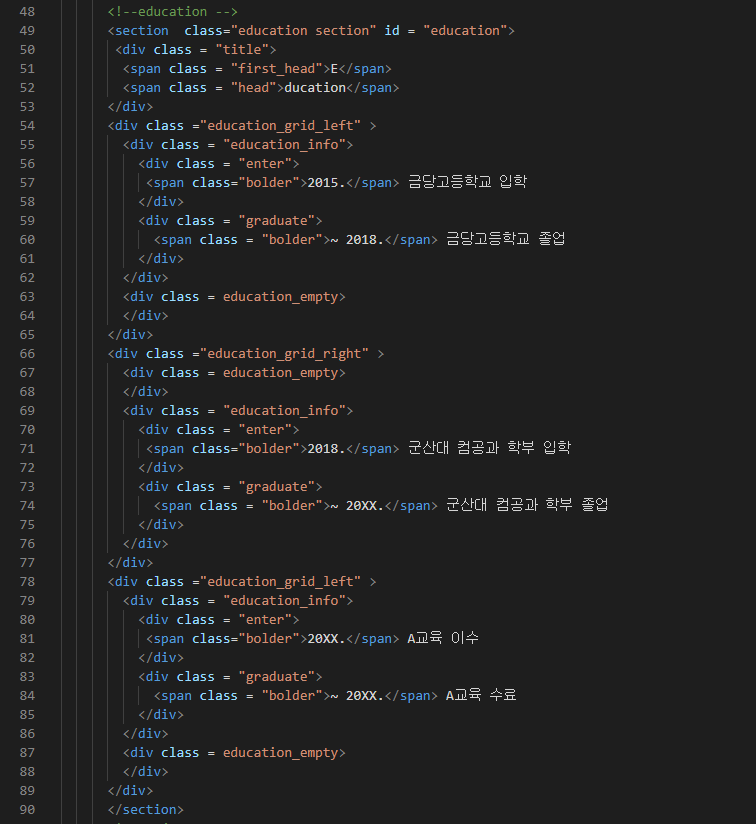 48 <!--education -->
49 <section  class="education section" id = "education">
50 <div class = "title">
51 <span class = "first_head">E</span>
52 <span class = "head">ducation</span>
53 </div>
54 <div class ="education_grid_left" >
55 <div class = "education_info">
56 <div class = "enter">
57 <span class="bolder">2015.</span> 금당고등학교 입학
58 </div>
59 <div class = "graduate">
60 <span class = "bolder">~ 2018.</span> 금당고등학교 졸업
61 </div>
62 </div>
63 <div class = education_empty>
64 </div>
65 </div>
66 <div class ="education_grid_right" >
67 <div class = education_empty>
68 </div>
69 <div class = "education_info">
70 <div class = "enter">
71 <span class="bolder">2018.</span> 군산대 컴공과 학부 입학
72 </div>
73 <div class = "graduate">
74 <span class = "bolder">~ 20XX.</span> 군산대 컴공과 학부 졸업
75 </div>
76 </div>
77 </div>
78 <div class ="education_grid_left" >
79 <div class = "education_info">
80 <div class = "enter">
81 <span class="bolder">20XX.</span> A교육 이수
82 </div>
83 <div class = "graduate">
84 <span class = "bolder">~ 20XX.</span> A교육 수료
85 </div>
86 </div>
87 <div class = education_empty>
88 </div>
89 </div>
90 </section>